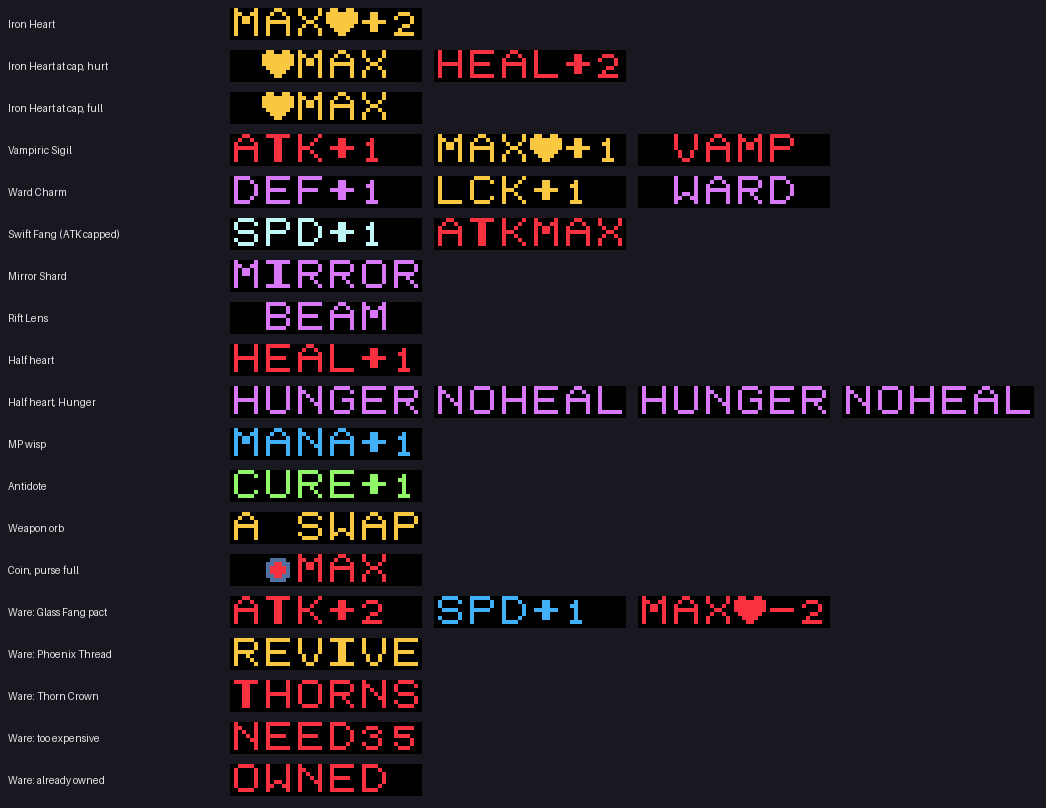 Iron Heart MAX♥+2
Iron Heart at cap, hurt ♥MAX HEAL+2
Iron Heart at cap, full ♥MAX
Vampiric Sigil ATK+1 MAX♥+1 VAMP
Ward Charm DEF+1 LCK+1 WARD
Swift Fang (ATK capped) SPD+1 ATKMAX
Mirror Shard MIRROR
Rift Lens BEAM
Half heart HEAL+1
Half heart, Hunger HUNGER NOHEAL HUNGER NOHEAL
MP wisp MANA+1
Antidote CURE+1
Weapon orb A SWAP
Coin, purse full MAX
Ware: Glass Fang pact ATK+2 SPD+1 MAX♥-2
Ware: Phoenix Thread REVIVE
Ware: Thorn Crown THORNS
Ware: too expensive NEED35
Ware: already owned OWNED